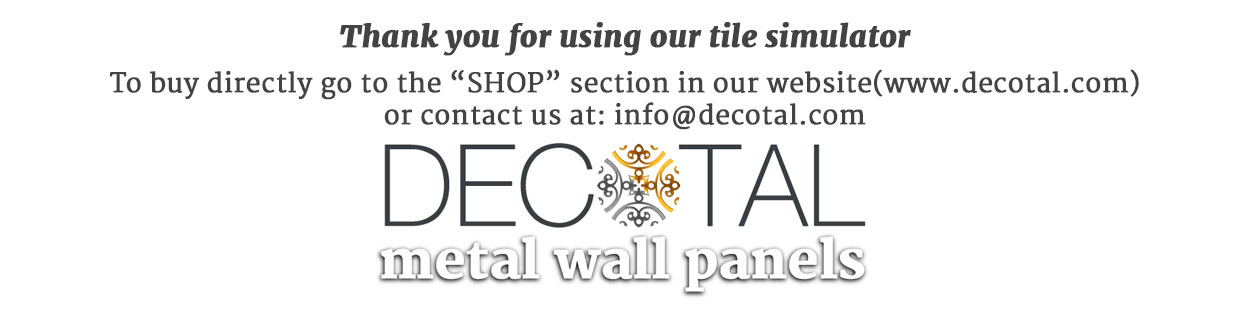 Thank you for using our tile simulator
To buy directly go to the “SHOP” section in our website(www.decotal.com)
or contact us at: info@decotal.com
DECOTAL
metal wall panels